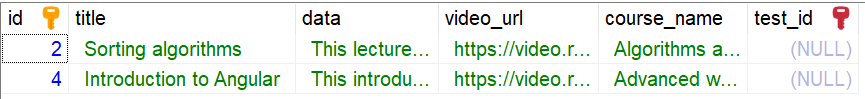 id title data video_url course_name test_id
2 Sorting algorithms This lecture... https://video.r... Algorithms a... (NULL)
4 Introduction to Angular This introdu... https://video.r... Advanced w... (NULL)